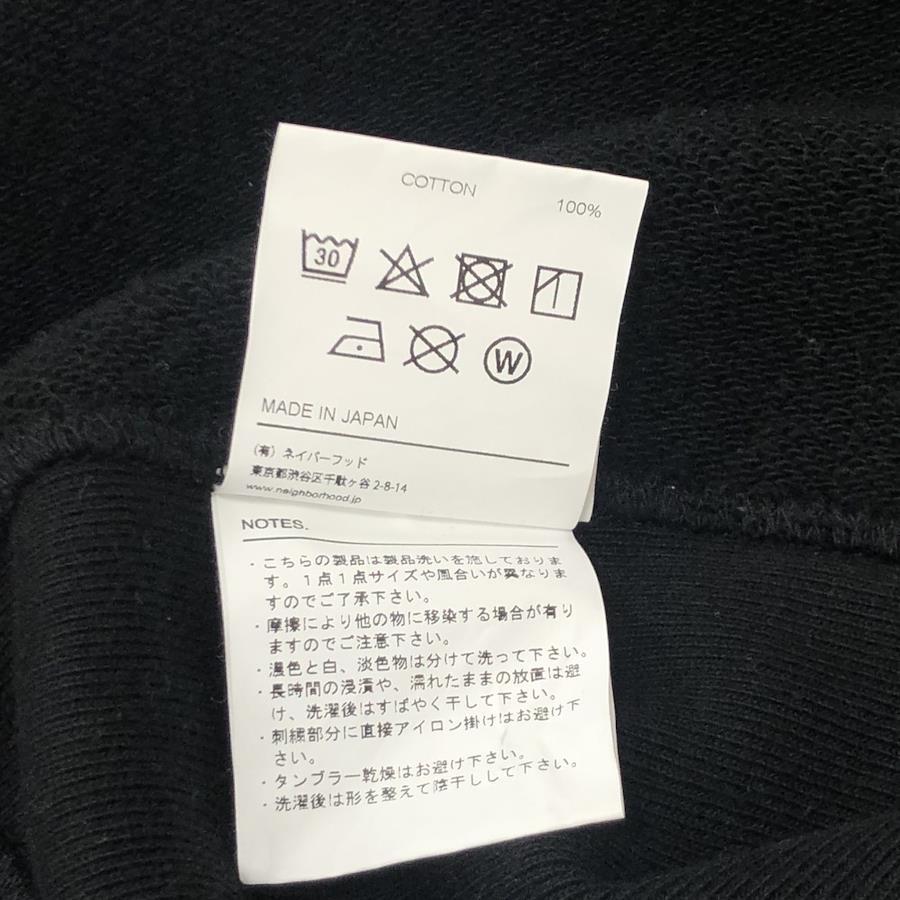 COTTON
100%
30
W
MADE IN JAPAN
(有) ネイバーフッド
東京都渋谷区千駄ヶ谷 2-8-14
www.neighborhood.jp
NOTES.
・こちらの製品は製品洗いを施しておりま
す。1点1点サイズや風合いが異なりま
すのでご了承下さい。
・摩擦により他の物に移染する場合が有り
ますのでご注意下さい。
・濃色と白、淡色物は分けて洗って下さい。
・長時間の浸漬や、濡れたままの放置は避
け、洗濯後はすばやく干して下さい。
・刺繍部分に直接アイロン掛けはお避け下
さい。
・タンブラー乾燥はお避け下さい。
・洗濯後は形を整えて陰干しして下さい。